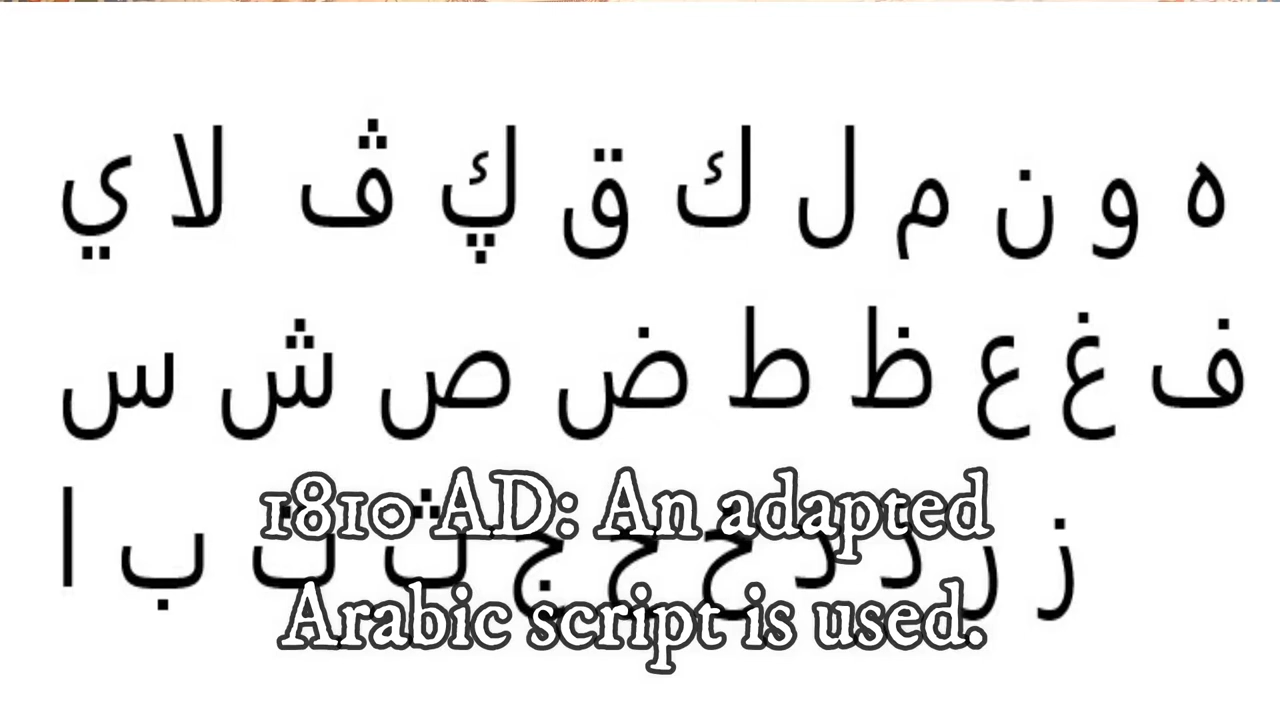 ه و ن م ل ك ق ڮ ڤ لا ي
ف غ ع ظ ط ض ص ش س
ز ر ذ د خ ح ج ث ت ب ا
1810 AD: An adapted
Arabic script is used.